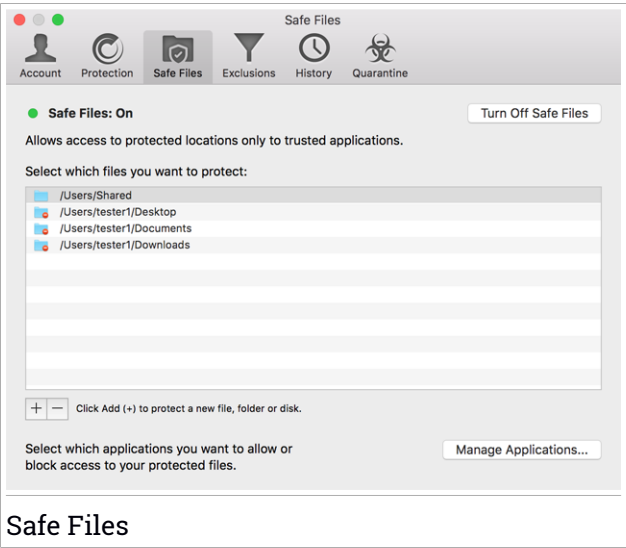 Safe Files
Account Protection Safe Files Exclusions History Quarantine
Safe Files: On
Turn Off Safe Files
Allows access to protected locations only to trusted applications.
Select which files you want to protect:
/Users/Shared
/Users/tester1/Desktop
/Users/tester1/Documents
/Users/tester1/Downloads
+ − Click Add (+) to protect a new file, folder or disk.
Select which applications you want to allow or
block access to your protected files.
Manage Applications...
Safe Files